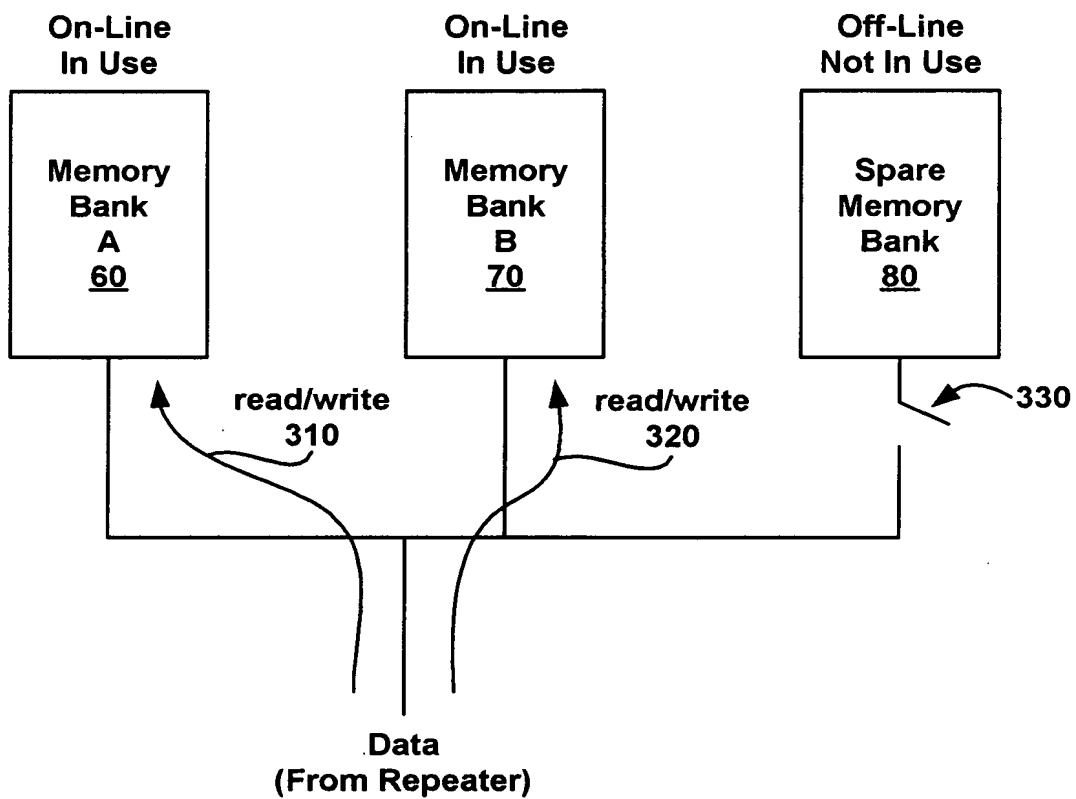 On-Line
In Use
On-Line
In Use
Off-Line
Not In Use
Memory
Bank
A
60
Memory
Bank
B
70
Spare
Memory
Bank
80
read/write
310
read/write
320
330
Data
(From Repeater)